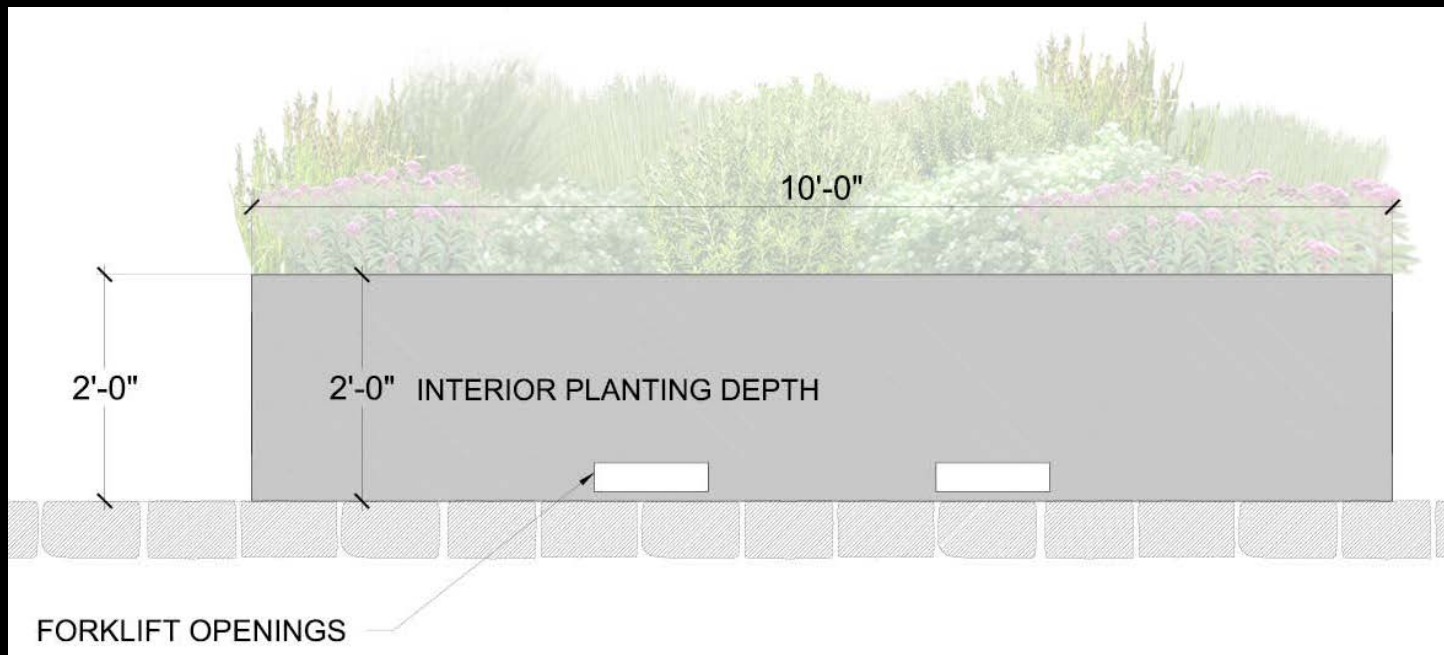 10'-0"
2'-0"
2'-0" INTERIOR PLANTING DEPTH
FORKLIFT OPENINGS